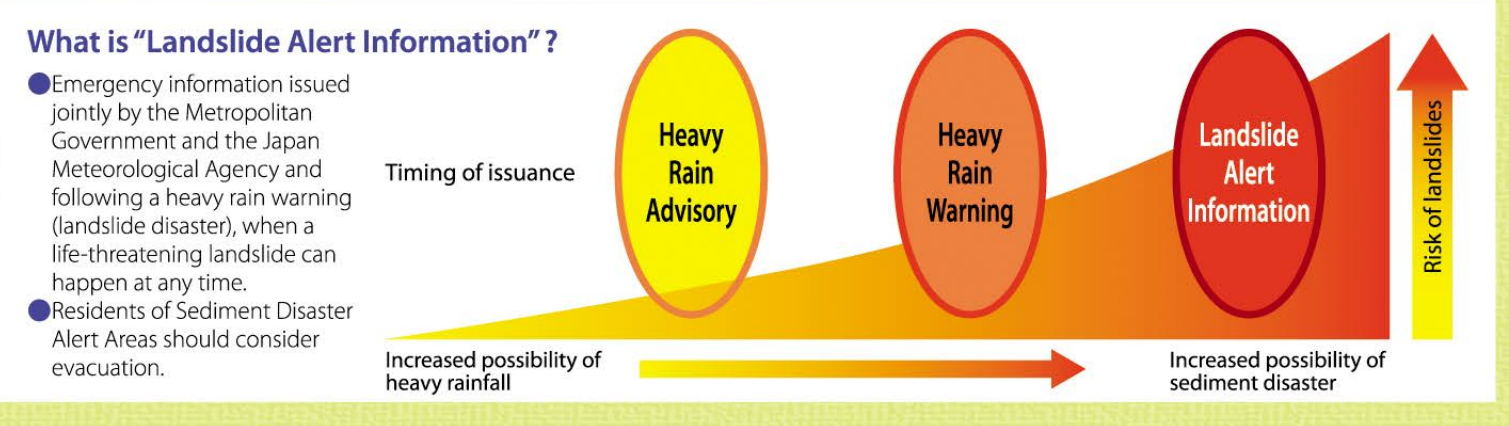 What is “Landslide Alert Information” ?
●Emergency information issued
jointly by the Metropolitan
Government and the Japan
Meteorological Agency and
following a heavy rain warning
(landslide disaster), when a
life-threatening landslide can
happen at any time.
●Residents of Sediment Disaster
Alert Areas should consider
evacuation.
Timing of issuance
Heavy
Rain
Advisory
Heavy
Rain
Warning
Landslide
Alert
Information
Risk of landslides
Increased possibility of
heavy rainfall
Increased possibility of
sediment disaster